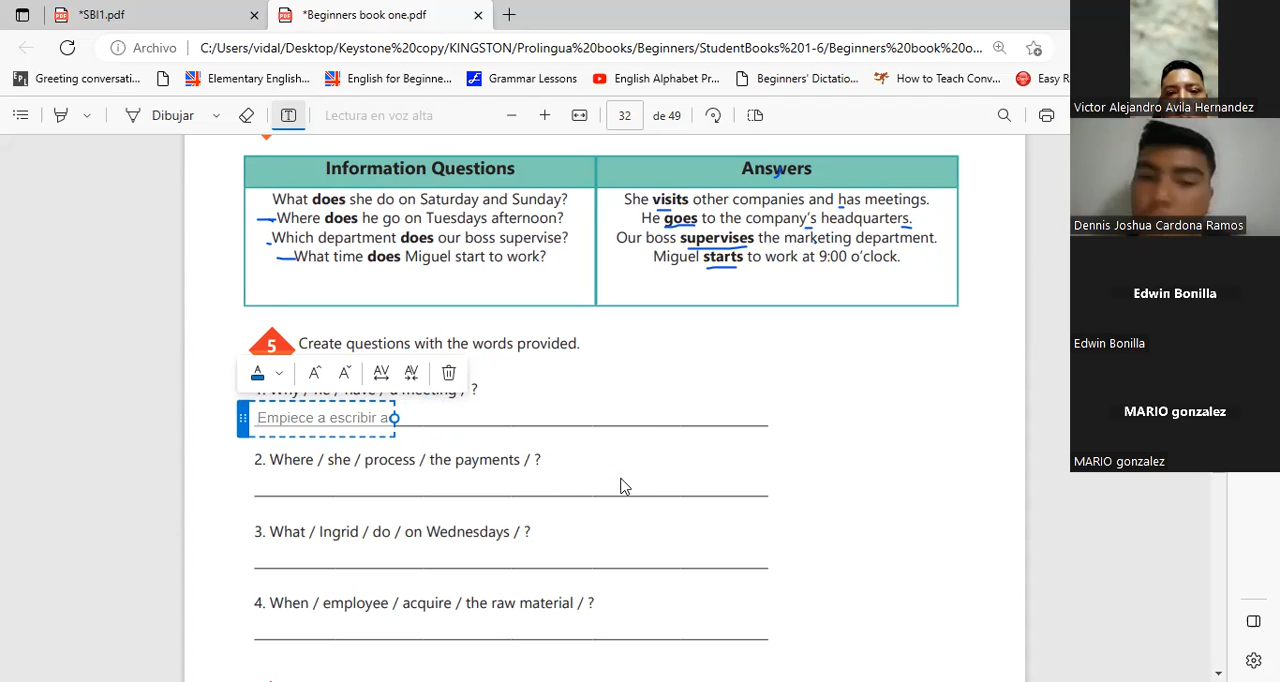 *SBI1.pdf
*Beginners book one.pdf
Archivo
C:/Users/vidal/Desktop/Keystone%20copy/KINGSTON/Prolingua%20books/Beginners/StudentBooks%201-6/Beginners%20book%20o...
Greeting conversati...
Elementary English...
English for Beginne...
Grammar Lessons
English Alphabet Pr...
Beginners' Dictatio...
How to Teach Conv...
Easy R
Dibujar
Lectura en voz alta
32
de 49
Information Questions
Answers
What does she do on Saturday and Sunday?
She visits other companies and has meetings.
Where does he go on Tuesdays afternoon?
He goes to the company's headquarters.
Which department does our boss supervise?
Our boss supervises the marketing department.
What time does Miguel start to work?
Miguel starts to work at 9:00 o'clock.
5
Create questions with the words provided.
1. Why / he / have / a meeting / ?
Empiece a escribir a
2. Where / she / process / the payments / ?
3. What / Ingrid / do / on Wednesdays / ?
4. When / employee / acquire / the raw material / ?
Victor Alejandro Avila Hernandez
Dennis Joshua Cardona Ramos
Edwin Bonilla
Edwin Bonilla
MARIO gonzalez
MARIO gonzalez